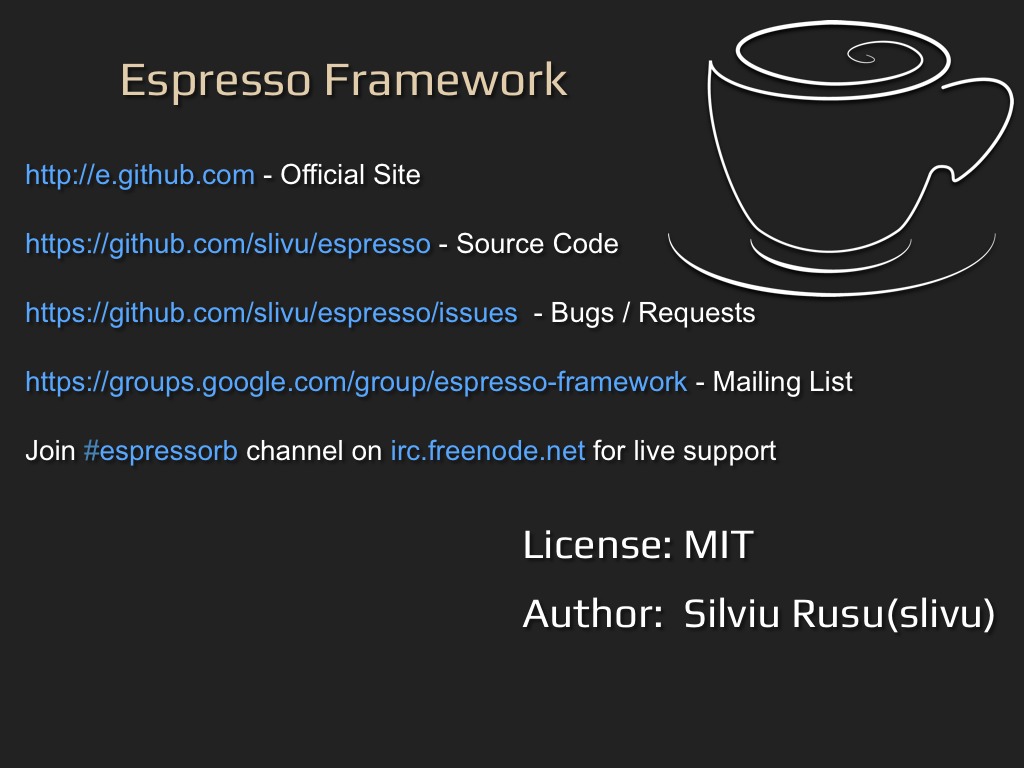 Espresso Framework
http://e.github.com - Official Site
https://github.com/slivu/espresso - Source Code
https://github.com/slivu/espresso/issues - Bugs / Requests
https://groups.google.com/group/espresso-framework - Mailing List
Join #espressorb channel on irc.freenode.net for live support
License: MIT
Author: Silviu Rusu(slivu)